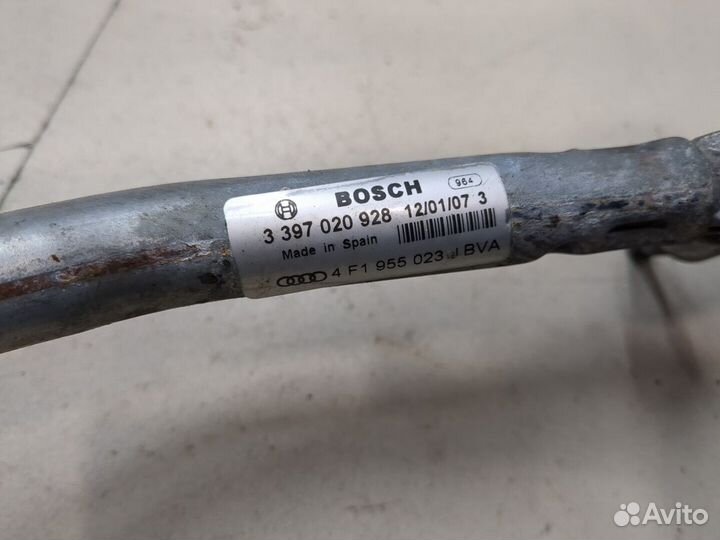 BOSCH 964
3 397 020 928 12/01/07 3
Made in Spain
4 F1 955 023 BVA
Avito